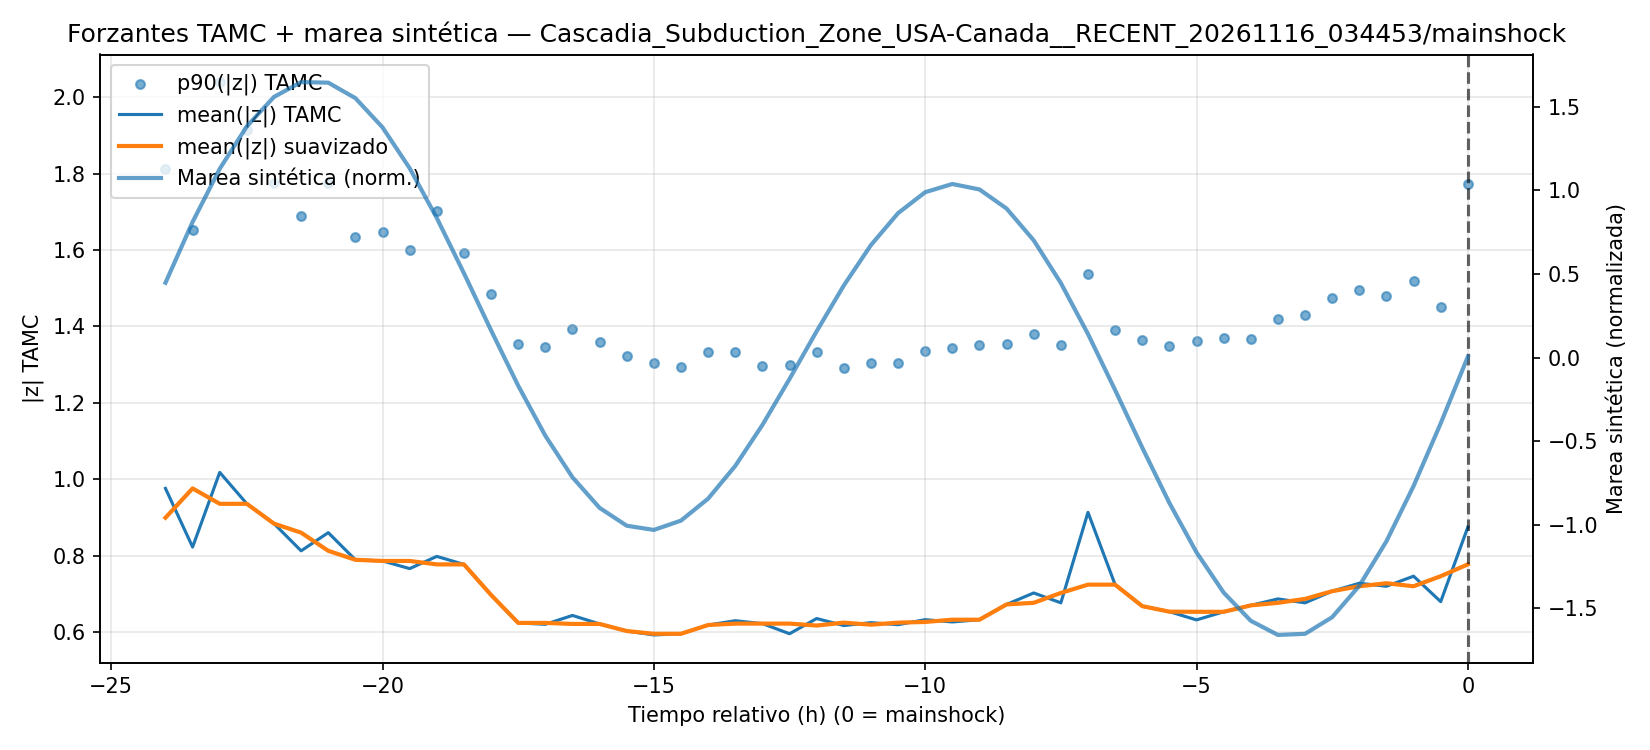 Forzantes TAMC + marea sintética — Cascadia_Subduction_Zone_USA-Canada__RECENT_20261116_034453/mainshock
p90(|z|) TAMC
mean(|z|) TAMC
mean(|z|) suavizado
Marea sintética (norm.)
|z| TAMC
2.0
1.8
1.6
1.4
1.2
1.0
0.8
0.6
1.5
1.0
0.5
0.0
−0.5
−1.0
−1.5
Marea sintética (normalizada)
−25 −20 −15 −10 −5 0
Tiempo relativo (h) (0 = mainshock)